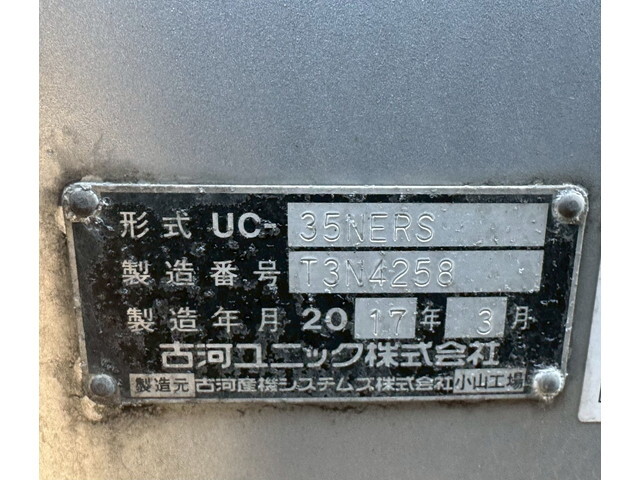 形式 UC- 35NERS
製造番号 T3N4258
製造年月 2017年 3月
古河ユニック株式会社
製造元 古河産機システムズ株式会社 小山工場